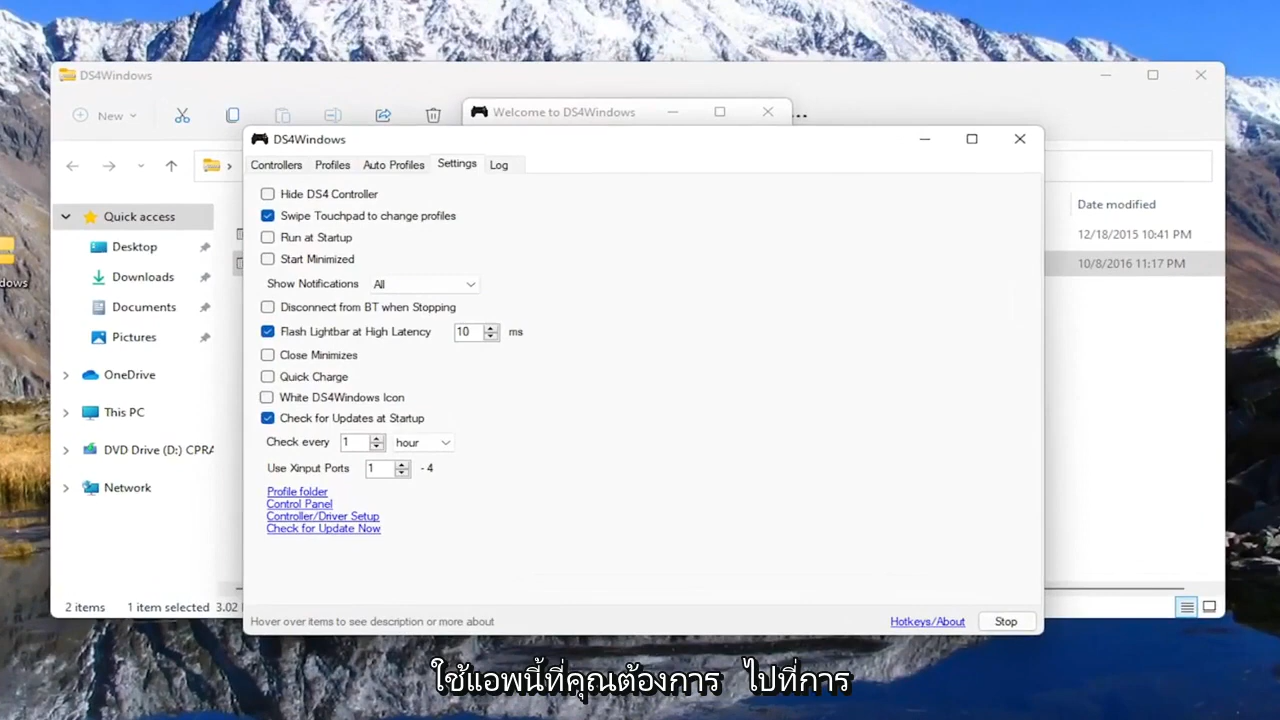 DS4Windows
New
Welcome to DS4Windows
DS4Windows
Controllers Profiles Auto Profiles Settings Log
Quick access
Desktop
Downloads
Documents
Pictures
OneDrive
This PC
DVD Drive (D:) CPRA
Network
Hide DS4 Controller
Swipe Touchpad to change profiles
Run at Startup
Start Minimized
Show Notifications All
Disconnect from BT when Stopping
Flash Lightbar at High Latency 10 ms
Close Minimizes
Quick Charge
White DS4Windows Icon
Check for Updates at Startup
Check every 1 hour
Use Xinput Ports 1 - 4
Profile folder
Control Panel
Controller/Driver Setup
Check for Update Now
Date modified
12/18/2015 10:41 PM
10/8/2016 11:17 PM
dows
2 items 1 item selected 3.02
Hover over items to see description or more about
Hotkeys/About Stop
ใช้แอพนี้ที่คุณต้องการ ไปที่การ